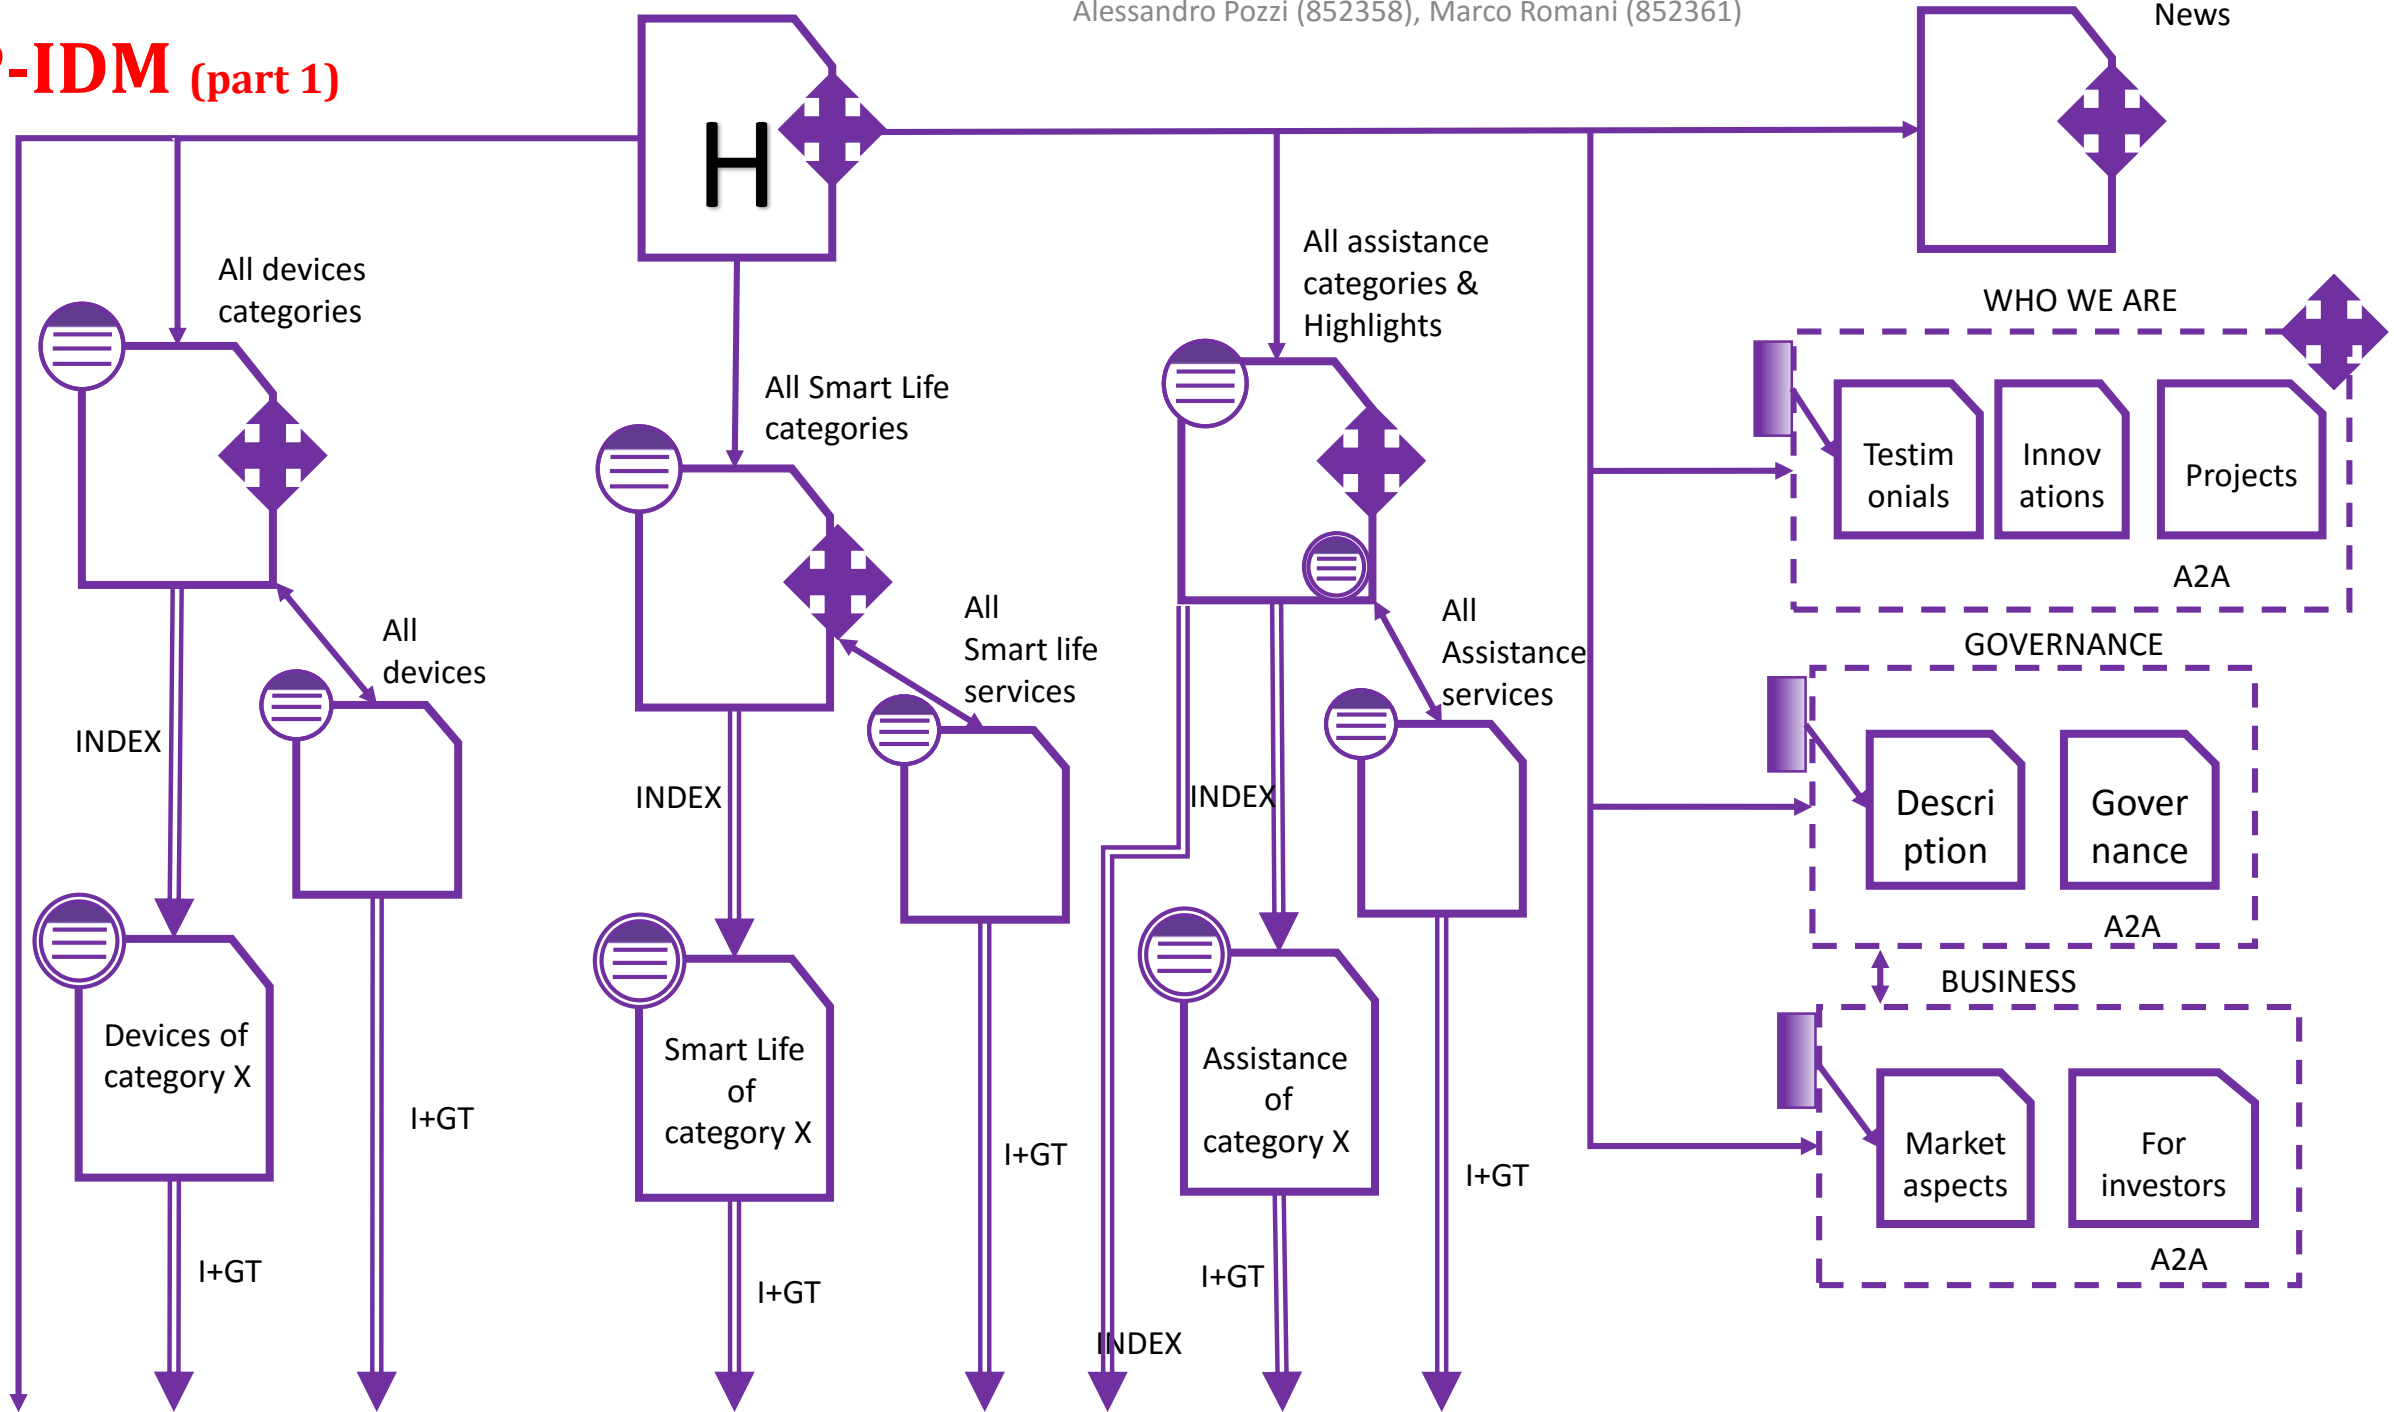 Alessandro Pozzi (852358), Marco Romani (852361)
News
-IDM (part 1)
H
All devices
categories
All Smart Life
categories
All assistance
categories &
Highlights
WHO WE ARE
Testim
onials
Innov
ations
Projects
A2A
All
devices
All
Smart life
services
All
Assistance
services
GOVERNANCE
INDEX
INDEX
INDEX
Descri
ption
Gover
nance
A2A
BUSINESS
Devices of
category X
Smart Life
of
category X
Assistance
of
category X
Market
aspects
For
investors
A2A
I+GT
I+GT
I+GT
I+GT
I+GT
I+GT
INDEX